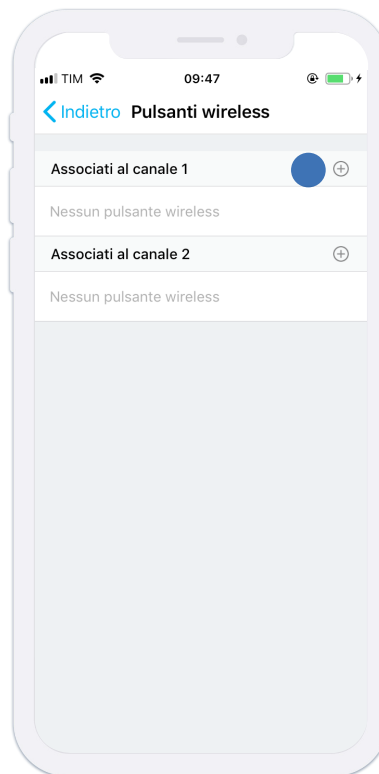 TIM 09:47
Indietro Pulsanti wireless
Associati al canale 1
Nessun pulsante wireless
Associati al canale 2
Nessun pulsante wireless